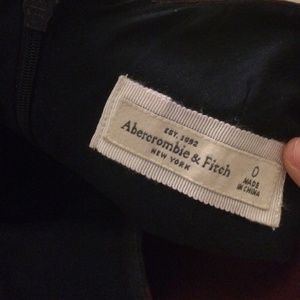 EST. 1892
Abercrombie & Fitch
NEW YORK
0
MADE
IN CHINA